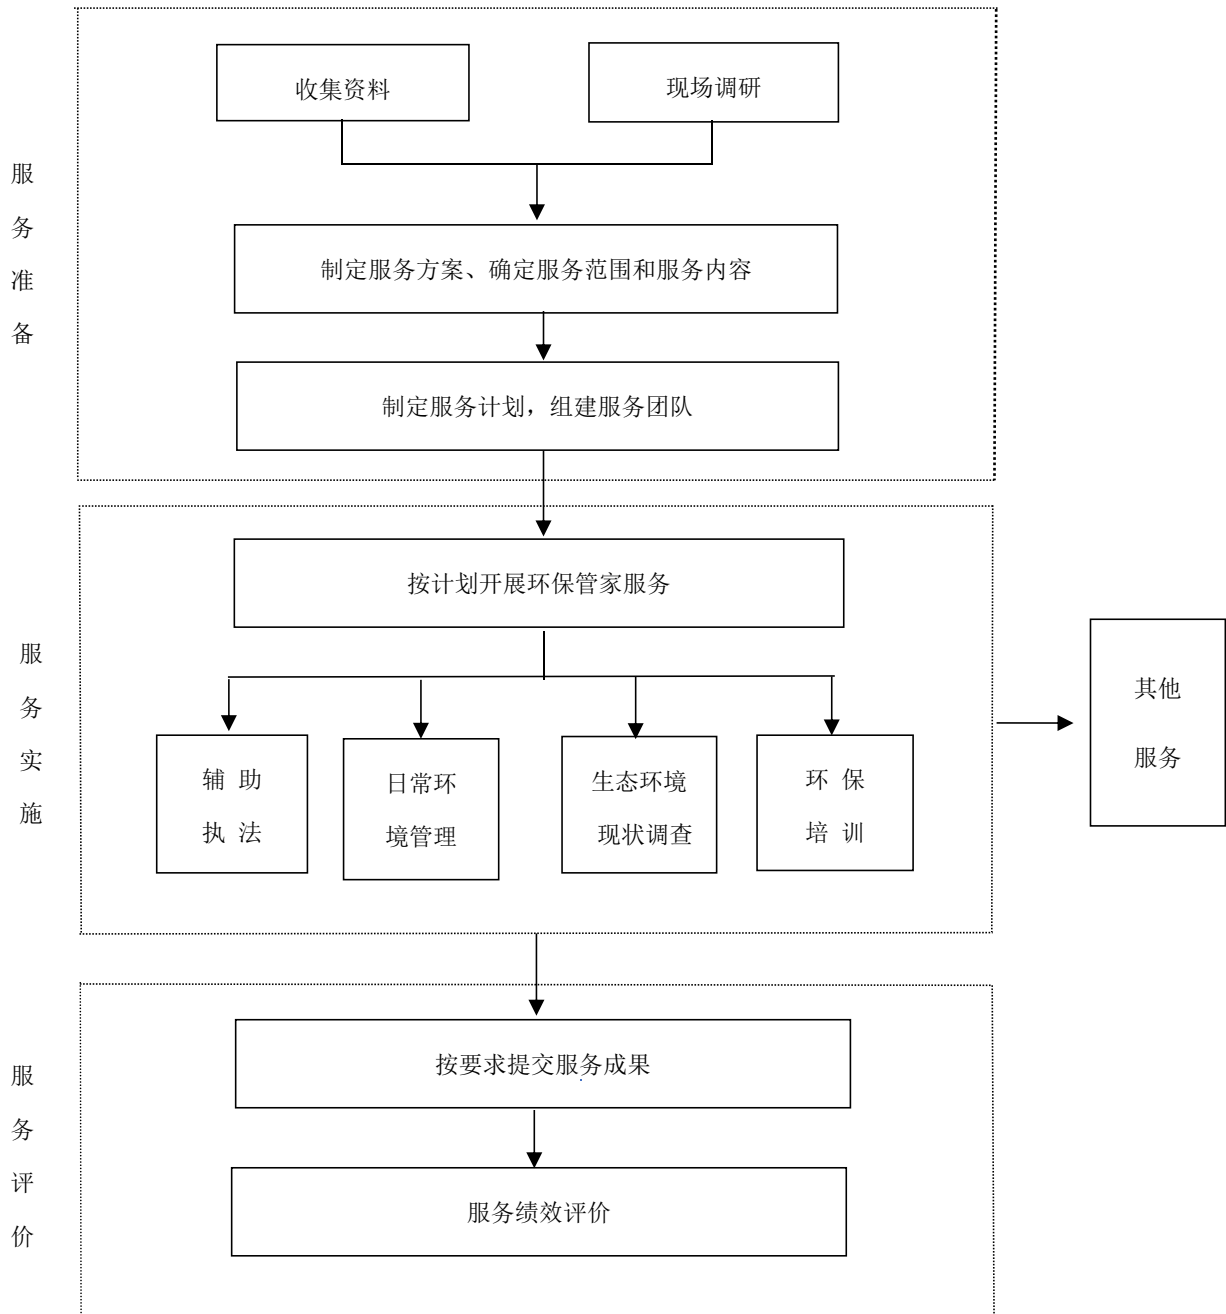 收集资料
现场调研
服
务
准
备
制定服务方案、确定服务范围和服务内容
制定服务计划，组建服务团队
按计划开展环保管家服务
服
务
实
施
辅 助
执 法
日常环
境管理
生态环境
现状调查
环 保
培 训
其他
服务
按要求提交服务成果
服
务
评
价
服务绩效评价